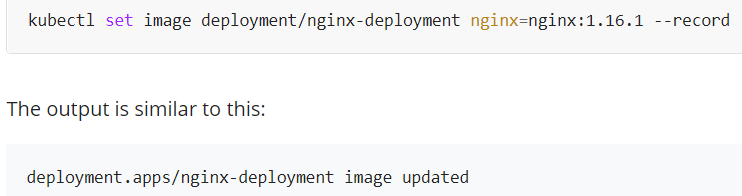 kubectl set image deployment/nginx-deployment nginx=nginx:1.16.1 --record
The output is similar to this:
deployment.apps/nginx-deployment image updated